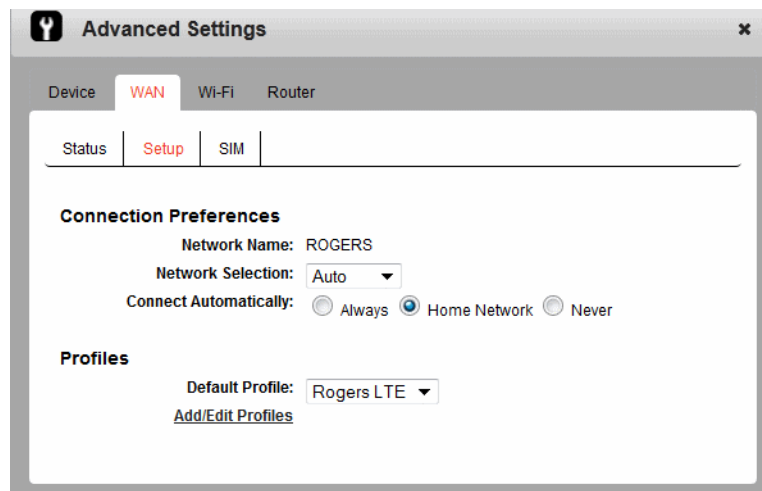 Advanced Settings
Device WAN Wi-Fi Router
Status Setup SIM
Connection Preferences
Network Name: ROGERS
Network Selection: Auto
Connect Automatically: Always Home Network Never
Profiles
Default Profile: Rogers LTE
Add/Edit Profiles